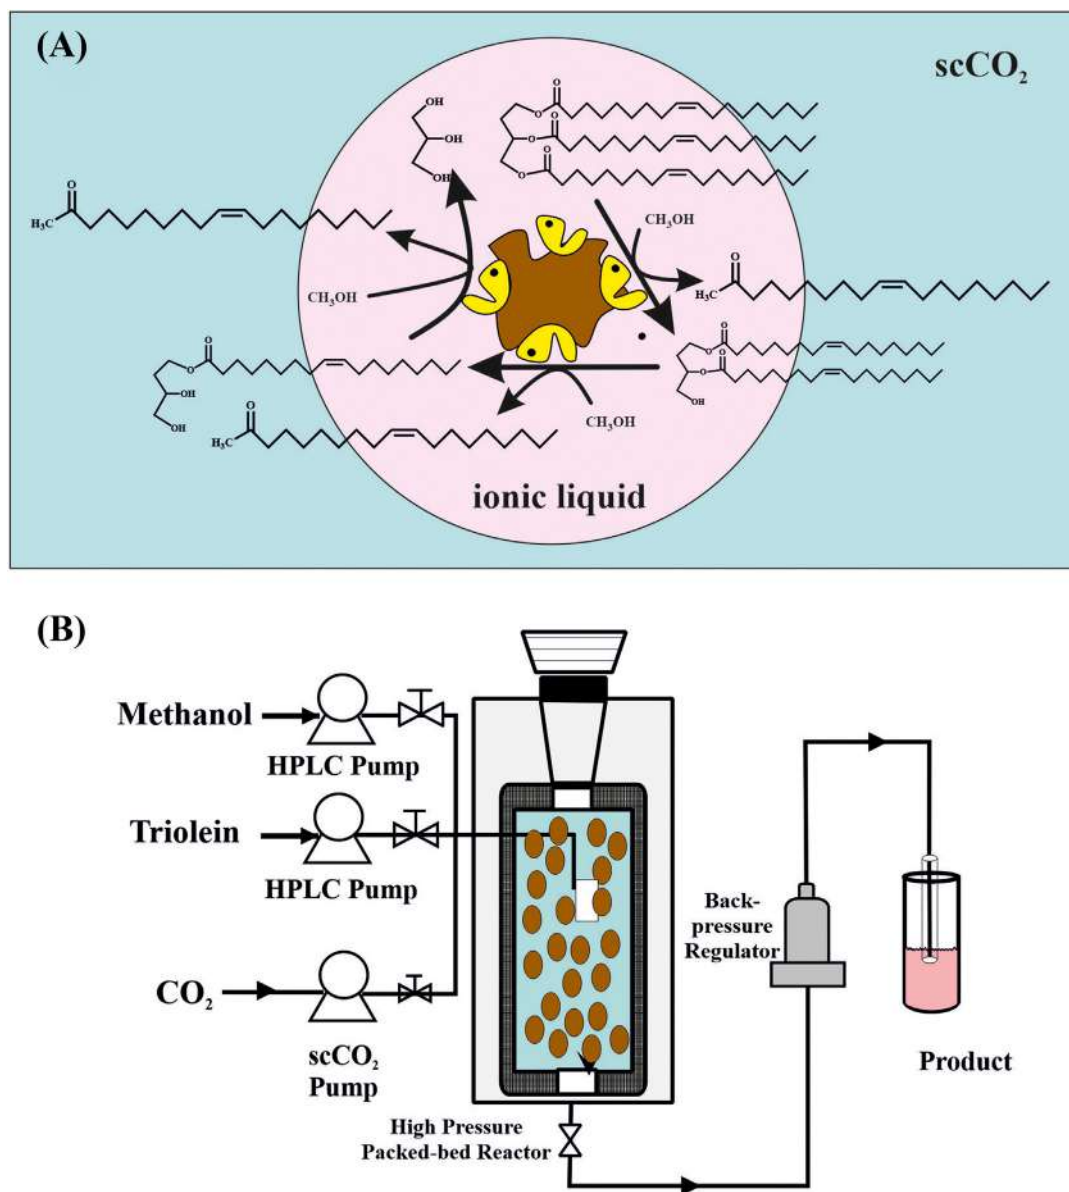 (A)
scCO₂
OH
OH
OH
O
O
O
O
O
O
O
H₃C
CH₃OH
CH₃OH
O
H₃C
O
O
O
O
OH
O
O
OH
OH
O
H₃C
CH₃OH
ionic liquid
(B)
Methanol
HPLC Pump
Triolein
HPLC Pump
CO₂
scCO₂
Pump
High Pressure
Packed-bed Reactor
Back-
pressure
Regulator
Product